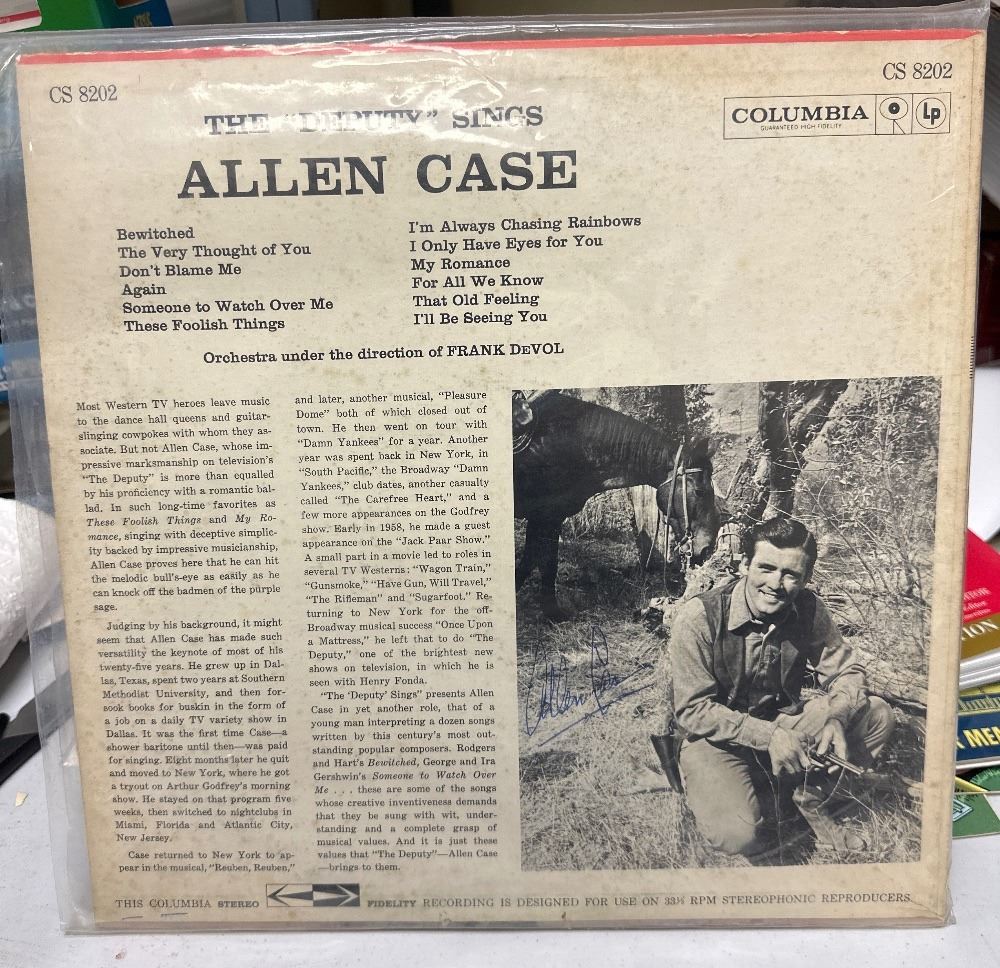 CS 8202
CS 8202
COLUMBIA
GUARANTEED HIGH FIDELITY
Lp
THE "DEPUTY" SINGS
ALLEN CASE
Bewitched
The Very Thought of You
Don't Blame Me
Again
Someone to Watch Over Me
These Foolish Things
I'm Always Chasing Rainbows
I Only Have Eyes for You
My Romance
For All We Know
That Old Feeling
I'll Be Seeing You
Orchestra under the direction of FRANK DeVOL
Most Western TV heroes leave music
to the dance hall queens and guitar-
slinging cowpokes with whom they as-
sociate. But not Allen Case, whose im-
pressive marksmanship on television's
"The Deputy" is more than equalled
by his proficiency with a romantic bal-
lad. In such long-time favorites as
These Foolish Things and My Ro-
mance, singing with deceptive simplic-
ity backed by impressive musicianship,
Allen Case proves here that he can hit
the melodic bull's-eye as easily as he
can knock off the badmen of the purple
sage.
Judging by his background, it might
seem that Allen Case has made such
versatility the keynote of most of his
twenty-five years. He grew up in Dal-
las, Texas, spent two years at Southern
Methodist University, and then for-
sook books for buskin in the form of
a job on a daily TV variety show in
Dallas. It was the first time Case—a
shower baritone until then—was paid
for singing. Eight months later he quit
and moved to New York, where he got
a tryout on Arthur Godfrey's morning
show. He stayed on that program five
weeks, then switched to nightclubs in
Miami, Florida and Atlantic City,
New Jersey.
Case returned to New York to ap-
pear in the musical, "Reuben, Reuben,"
and later, another musical, "Pleasure
Dome" both of which closed out of
town. He then went on tour with
"Damn Yankees" for a year. Another
year was spent back in New York, in
"South Pacific," the Broadway "Damn
Yankees," club dates, another casualty
called "The Carefree Heart," and a
few more appearances on the Godfrey
show. Early in 1958, he made a guest
appearance on the "Jack Paar Show."
A small part in a movie led to roles in
several TV Westerns: "Wagon Train,"
"Gunsmoke," "Have Gun, Will Travel,"
"The Rifleman" and "Sugarfoot." Re-
turning to New York for the off-
Broadway musical success "Once Upon
a Mattress," he left that to do "The
Deputy," one of the brightest new
shows on television, in which he is
seen with Henry Fonda.
"The 'Deputy' Sings" presents Allen
Case in yet another role, that of a
young man interpreting a dozen songs
written by this century's most out-
standing popular composers. Rodgers
and Hart's Bewitched, George and Ira
Gershwin's Someone to Watch Over
Me . . . these are some of the songs
whose creative inventiveness demands
that they be sung with wit, under-
standing and a complete grasp of
musical values. And it is just these
values that "The Deputy"—Allen Case
—brings to them.
Allen Case
THIS COLUMBIA STEREO FIDELITY RECORDING IS DESIGNED FOR USE ON 33⅓ RPM STEREOPHONIC REPRODUCERS.